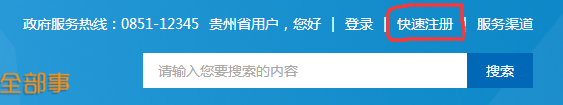 政府服务热线：0851-12345 贵州省用户，您好 | 登录 | 快速注册 | 服务渠道
请输入您要搜索的内容 搜索
全部事